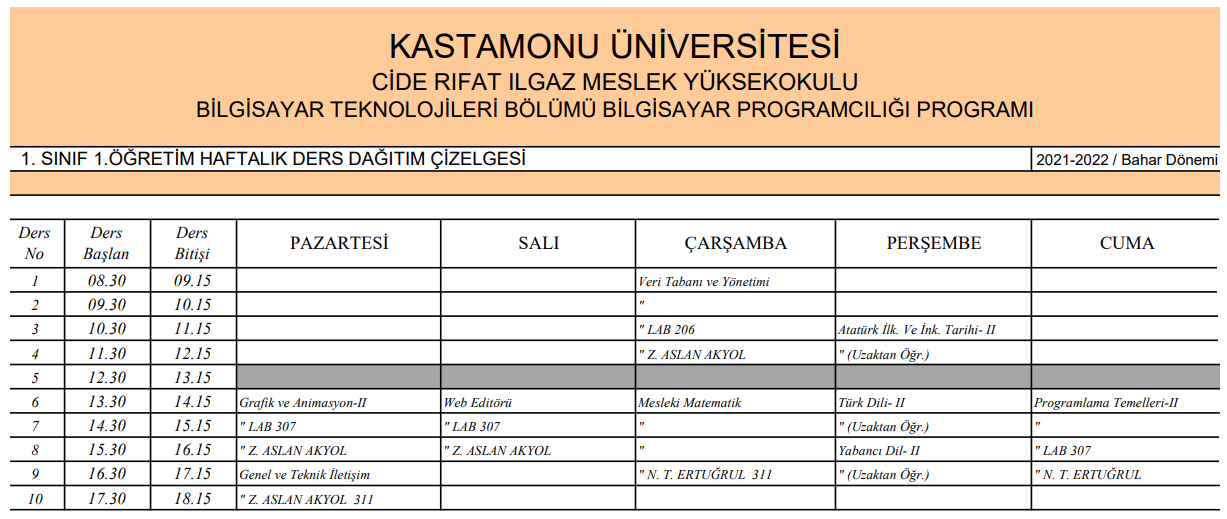 KASTAMONU ÜNİVERSİTESİ
CİDE RIFAT ILGAZ MESLEK YÜKSEKOKULU
BİLGİSAYAR TEKNOLOJİLERİ BÖLÜMÜ BİLGİSAYAR PROGRAMCILIĞI PROGRAMI
1. SINIF 1.ÖĞRETİM HAFTALIK DERS DAĞITIM ÇİZELGESİ 2021-2022 / Bahar Dönemi
Ders No Ders Başlan Ders Bitişi PAZARTESİ SALI ÇARŞAMBA PERŞEMBE CUMA
1 08.30 09.15 Veri Tabanı ve Yönetimi
2 09.30 10.15 "
3 10.30 11.15 " LAB 206 Atatürk İlk. Ve İnk. Tarihi- II
4 11.30 12.15 " Z. ASLAN AKYOL " (Uzaktan Öğr.)
5 12.30 13.15
6 13.30 14.15 Grafik ve Animasyon-II Web Editörü Mesleki Matematik Türk Dili- II Programlama Temelleri-II
7 14.30 15.15 " LAB 307 " LAB 307 " " (Uzaktan Öğr.) "
8 15.30 16.15 " Z. ASLAN AKYOL " Z. ASLAN AKYOL " Yabancı Dil- II " LAB 307
9 16.30 17.15 Genel ve Teknik İletişim " N. T. ERTUĞRUL 311 " (Uzaktan Öğr.) " N. T. ERTUĞRUL
10 17.30 18.15 " Z. ASLAN AKYOL 311